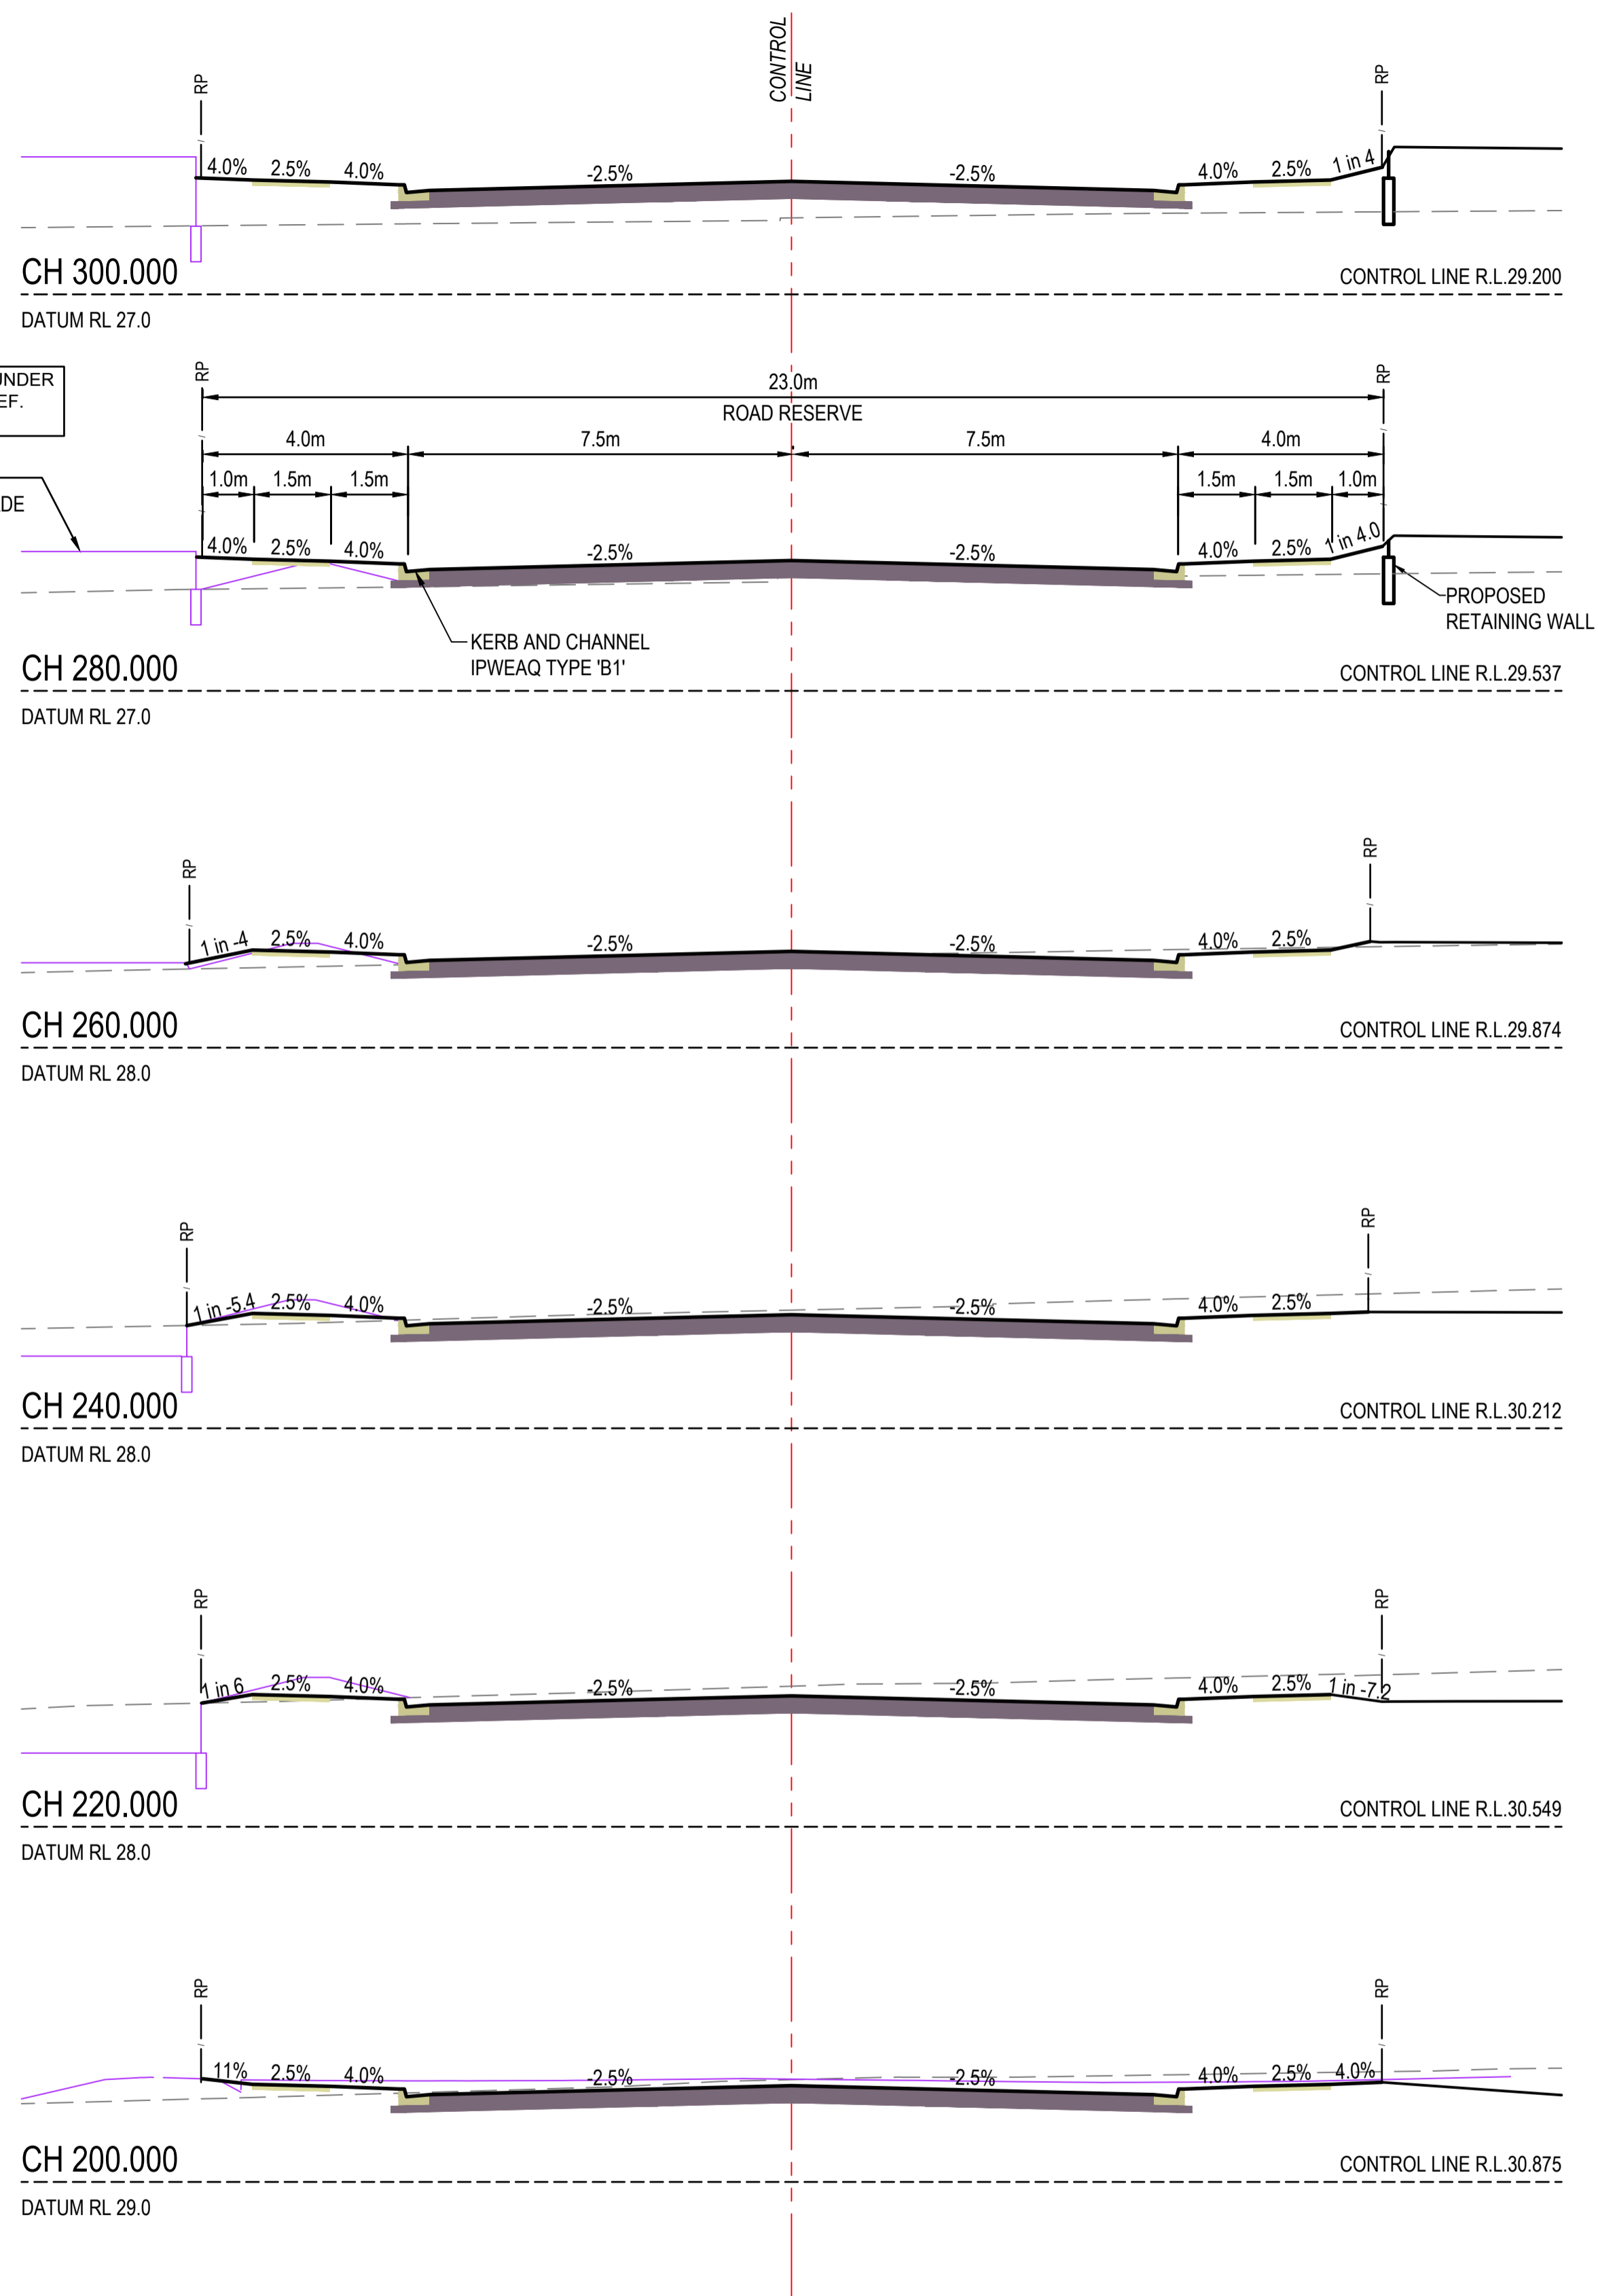 CONTROL
LINE
RP
RP
4.0% 2.5% 4.0% -2.5% -2.5% 4.0% 2.5% 1 in 4
CH 300.000
CONTROL LINE R.L.29.200
DATUM RL 27.0
UNDER
EF.
RP
RP
23.0m
ROAD RESERVE
4.0m 7.5m 7.5m 4.0m
1.0m 1.5m 1.5m 1.5m 1.5m 1.0m
ADE
4.0% 2.5% 4.0% -2.5% -2.5% 4.0% 2.5% 1 in 4.0
PROPOSED
RETAINING WALL
KERB AND CHANNEL
IPWEAQ TYPE 'B1'
CH 280.000
CONTROL LINE R.L.29.537
DATUM RL 27.0
RP
RP
1 in -4 2.5% 4.0% -2.5% -2.5% 4.0% 2.5%
CH 260.000
CONTROL LINE R.L.29.874
DATUM RL 28.0
RP
RP
1 in -5.4 2.5% 4.0% -2.5% -2.5% 4.0% 2.5%
CH 240.000
CONTROL LINE R.L.30.212
DATUM RL 28.0
RP
RP
1 in 6 2.5% 4.0% -2.5% -2.5% 4.0% 2.5% 1 in -7.2
CH 220.000
CONTROL LINE R.L.30.549
DATUM RL 28.0
RP
RP
11% 2.5% 4.0% -2.5% -2.5% 4.0% 2.5% 4.0%
CH 200.000
CONTROL LINE R.L.30.875
DATUM RL 29.0